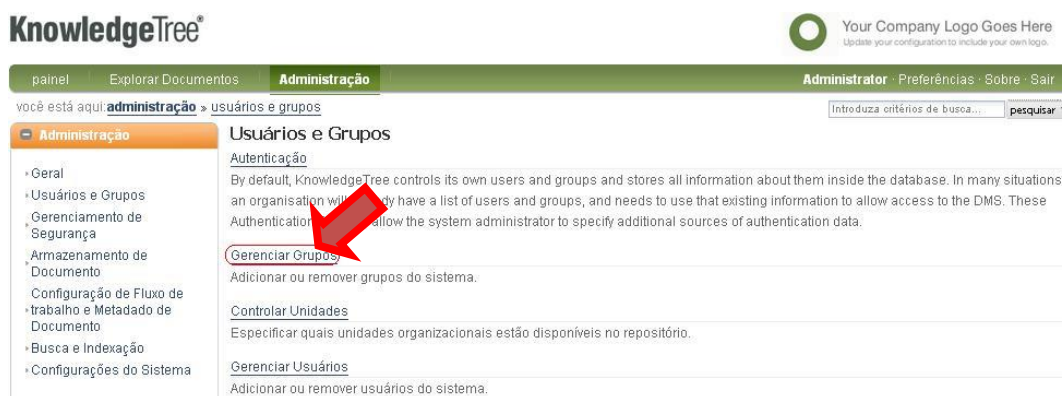 KnowledgeTree®
Your Company Logo Goes Here
Update your configuration to include your own logo.
painel Explorar Documentos Administração
Administrator · Preferências · Sobre · Sair
você está aqui: administração » usuários e grupos
Introduza critérios de busca... pesquisar
Administração
Geral
Usuários e Grupos
Gerenciamento de
Segurança
Armazenamento de
Documento
Configuração de Fluxo de
trabalho e Metadado de
Documento
Busca e Indexação
Configurações do Sistema
Usuários e Grupos
Autenticação
By default, KnowledgeTree controls its own users and groups and stores all information about them inside the database. In many situations
an organisation have a list of users and groups, and needs to use that existing information to allow access to the DMS. These
Authentication allow the system administrator to specify additional sources of authentication data.
Gerenciar Grupos
Adicionar ou remover grupos do sistema.
Controlar Unidades
Especificar quais unidades organizacionais estão disponíveis no repositório.
Gerenciar Usuários
Adicionar ou remover usuários do sistema.